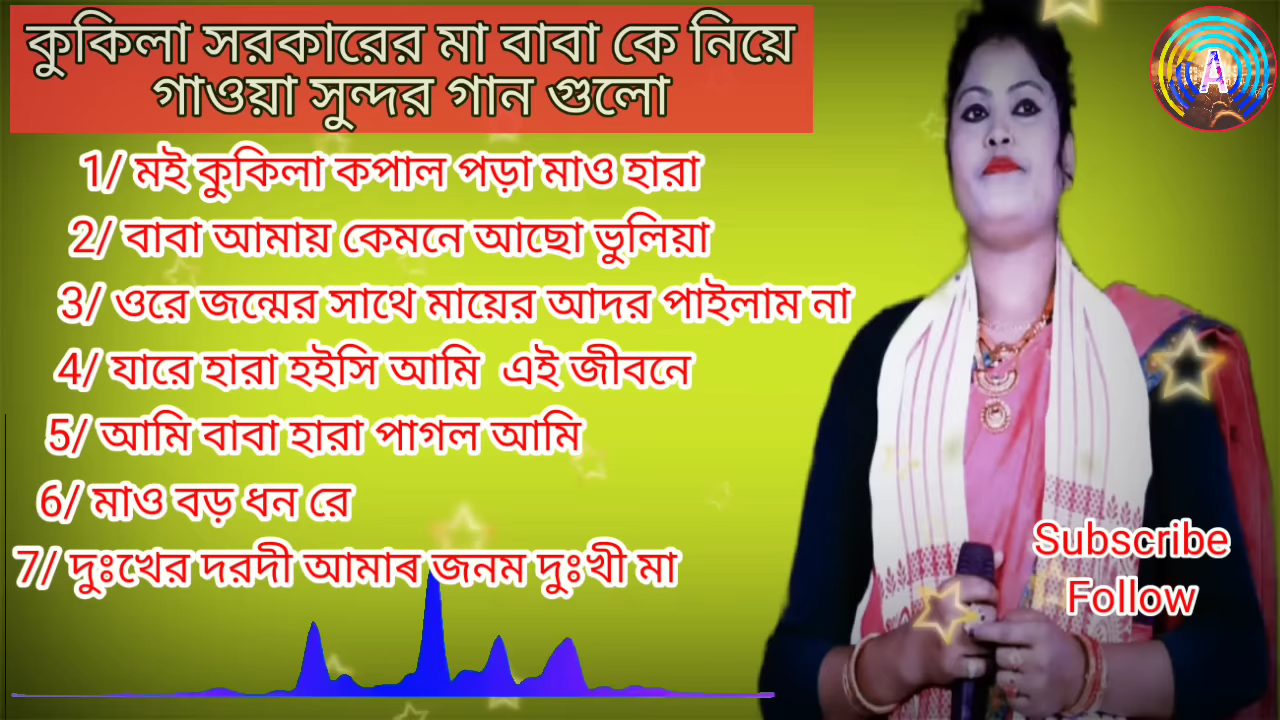 কুকিলা সরকারের মা বাবা কে নিয়ে
গাওয়া সুন্দর গান গুলো
A
1/ মই কুকিলা কপাল পড়া মাও হারা
2/ বাবা আমায় কেমনে আছো ভুলিয়া
3/ ওরে জন্মের সাথে মায়ের আদর পাইলাম না
4/ যারে হারা হইসি আমি এই জীবনে
5/ আমি বাবা হারা পাগল আমি
6/ মাও বড় ধন রে
7/ দুঃখের দরদী আমাৰ জনম দুঃখী মা
Subscribe
Follow